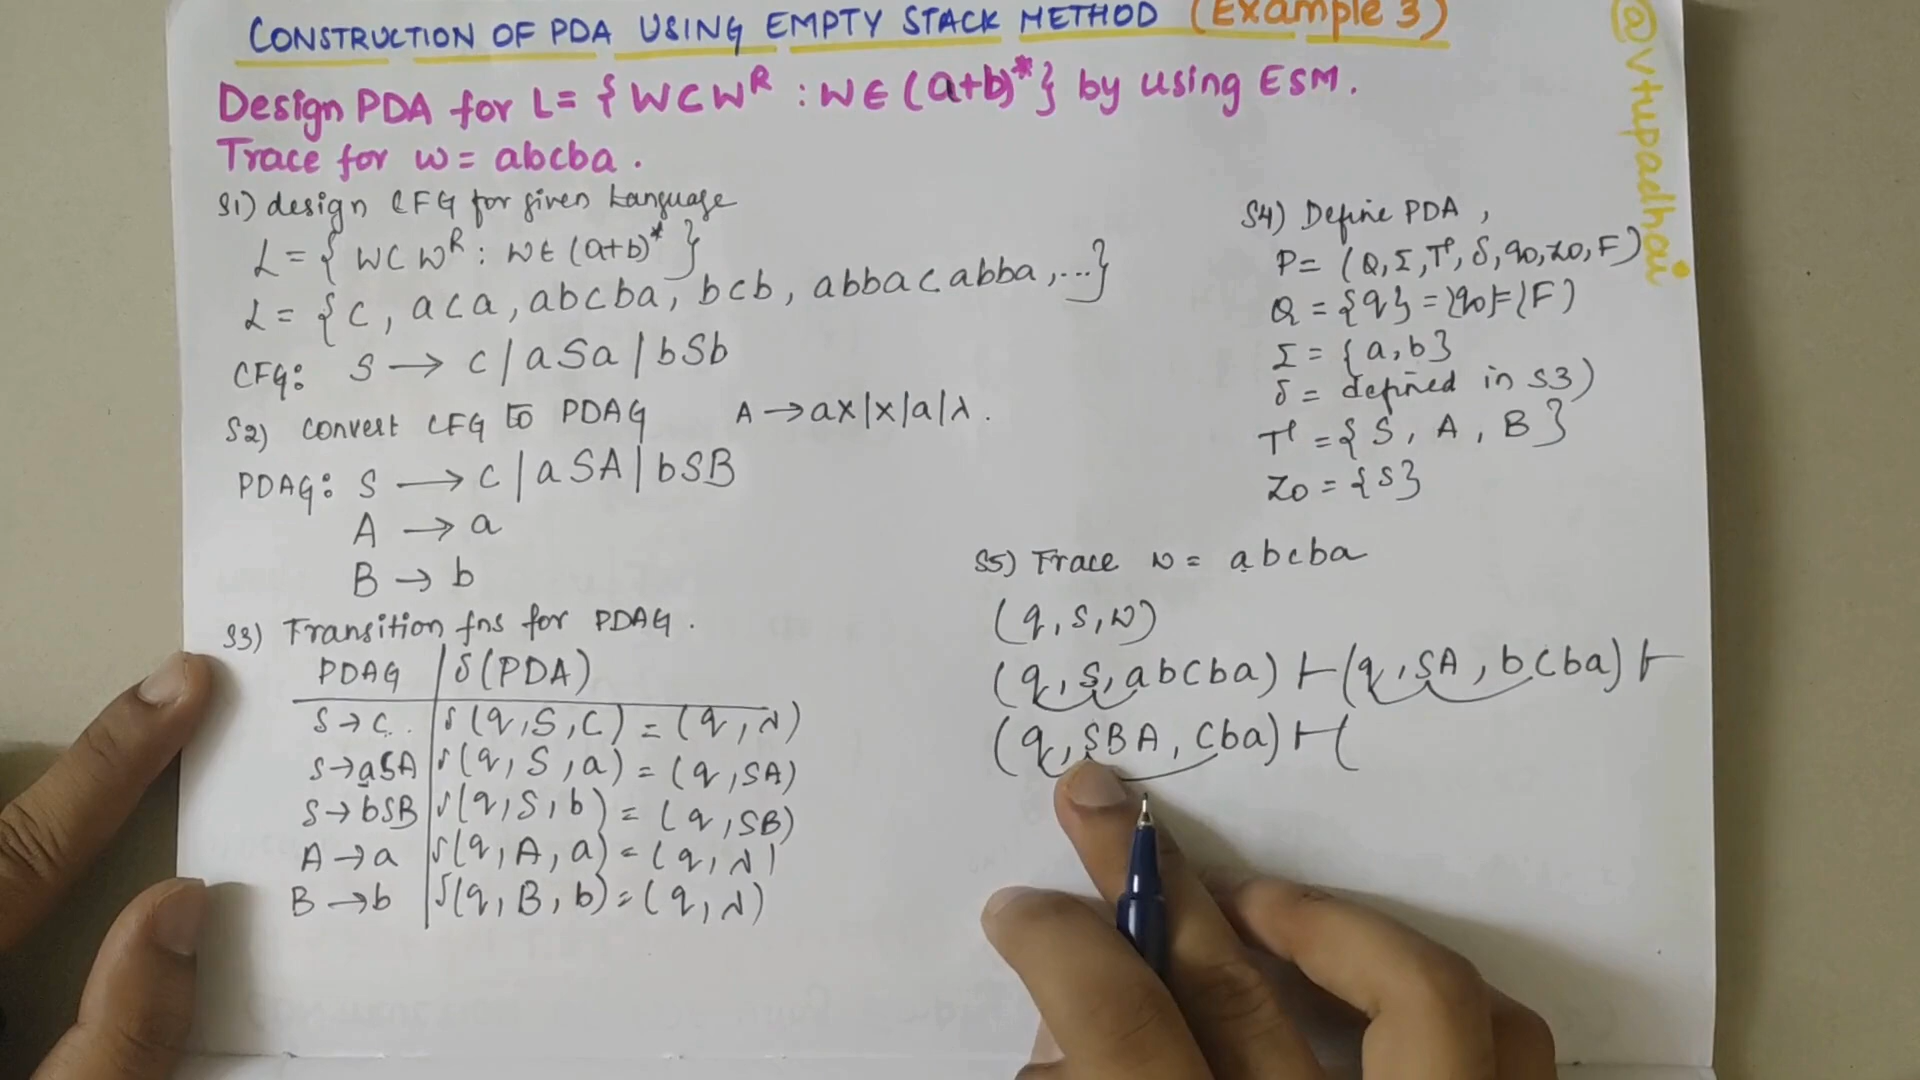 CONSTRUCTION OF PDA USING EMPTY STACK METHOD (Example 3)
Design PDA for L= {WCW^R : W∈(a+b)*} by using ESM.
Trace for w= abcba.
S1) design CFG for given Language
L = {WCW^R : W∈(a+b)*}
L = {c, aca, abcba, bcb, abbacabba,...}
CFG: S → c | aSa | bSb
S2) convert CFG to PDAG A → ax|x|a|λ.
PDAG: S → c | aSA | bSB
A → a
B → b
S3) Transition fns for PDAG.
PDAG | δ(PDA)
S→c. δ(q,S,C) = (q,λ)
S→aSA δ(q,S,a) = (q,SA)
S→bSB δ(q,S,b) = (q,SB)
A→a δ(q,A,a) = (q,λ)
B→b δ(q,B,b) = (q,λ)
S4) Define PDA,
P= (Q,Σ,Γ,δ,q0,z0,F)
Q = {q} = {q0} = {F}
Σ = {a,b}
δ = defined in S3)
Γ = {S, A, B}
Z0 = {S}
S5) Trace w = abcba
(q,S,W)
(q,S,abcba) ⊢ (q,SA,bcba) ⊢
(q,SBA,Cba) ⊢ (
@vtupadhai